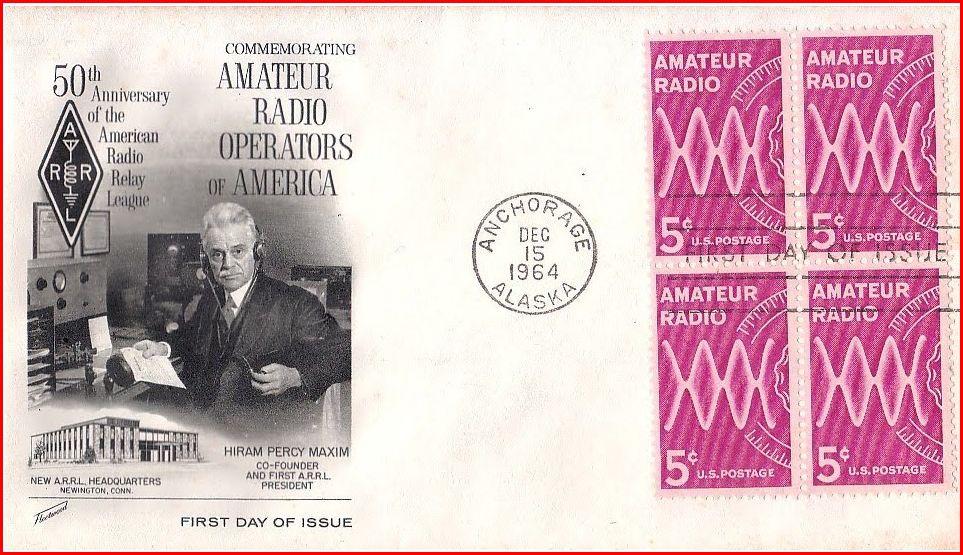 COMMEMORATING
AMATEUR
RADIO
OPERATORS
OF AMERICA
50th
Anniversary
of the
American
Radio
Relay
League
A
R R
L
HIRAM PERCY MAXIM
CO-FOUNDER
AND FIRST A.R.R.L.
PRESIDENT
NEW A.R.R.L. HEADQUARTERS
NEWINGTON, CONN.
Fleetwood
FIRST DAY OF ISSUE
ANCHORAGE
DEC
15
1964
ALASKA
AMATEUR
RADIO
5¢ U.S. POSTAGE
AMATEUR
RADIO
5¢ U.S. POSTAGE
FIRST DAY OF ISSUE
AMATEUR
RADIO
5¢ U.S. POSTAGE
AMATEUR
RADIO
5¢ U.S. POSTAGE